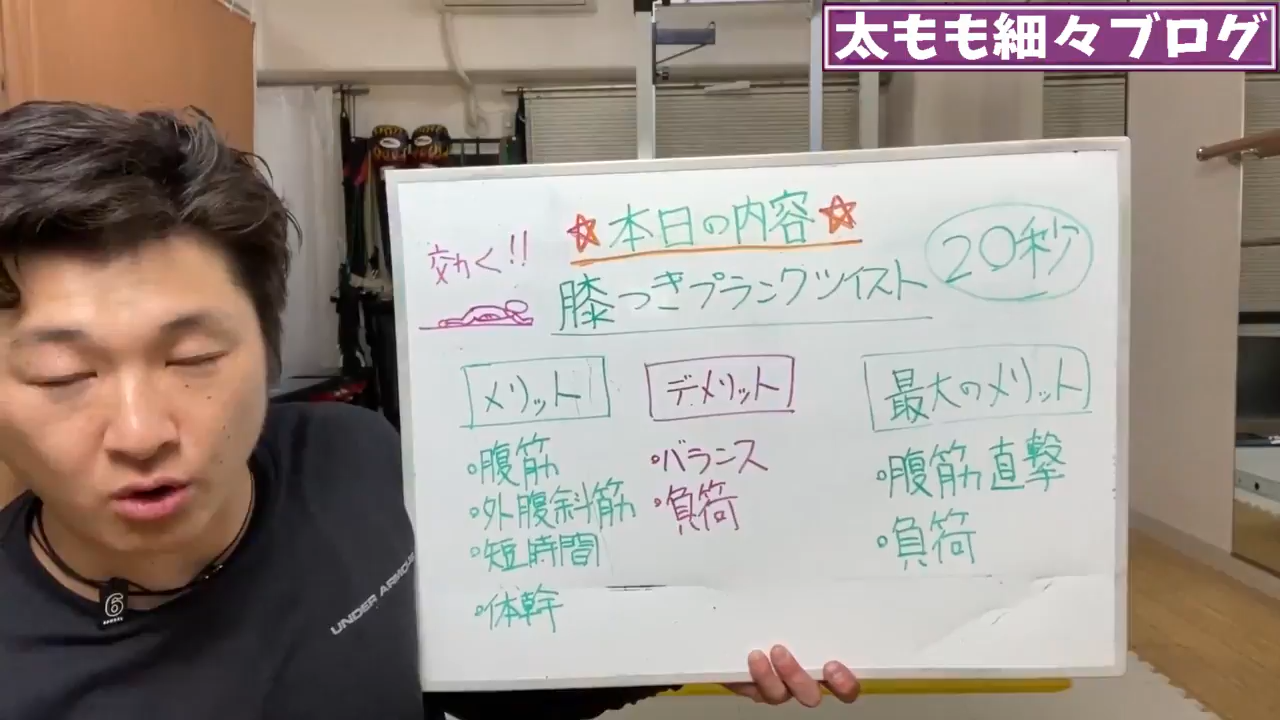 太もも細々ブログ
☆本日の内容☆
20秒
効く!!
膝つきプランクツイスト
メリット
・腹筋
・外腹斜筋
・短時間
・体幹
デメリット
・バランス
・負荷
最大のメリット
・腹筋直撃
・負荷
UNDER ARMOUR
6